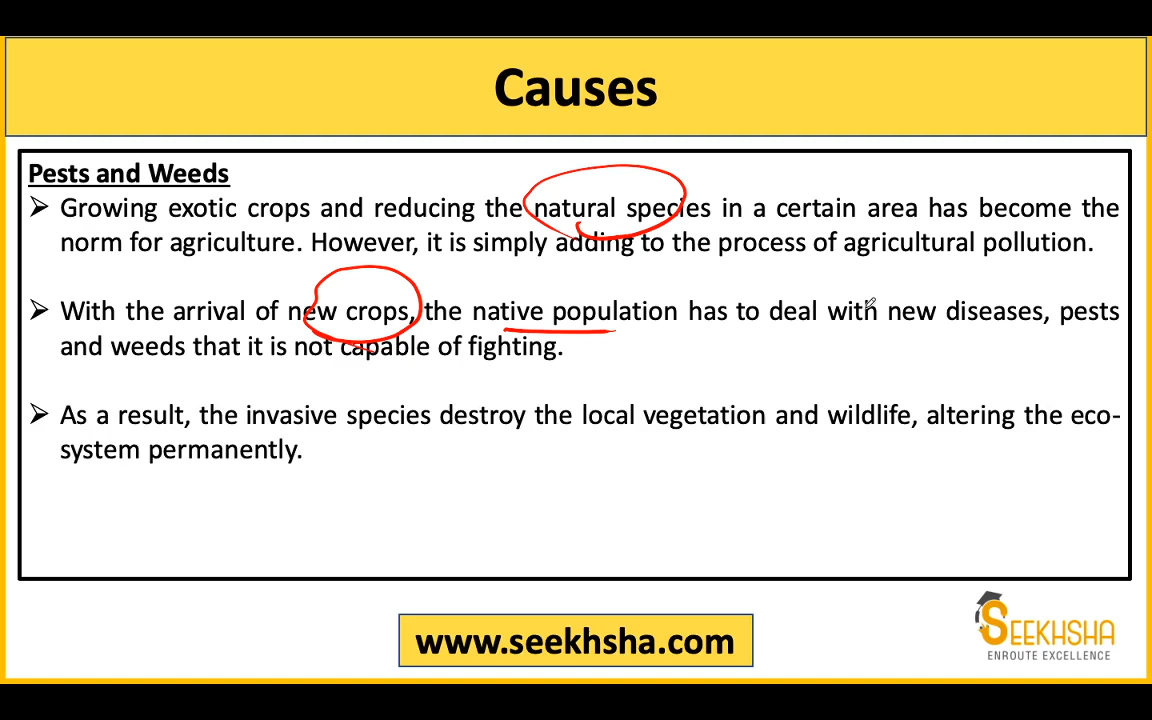 Causes
Pests and Weeds
➢ Growing exotic crops and reducing the natural species in a certain area has become the
norm for agriculture. However, it is simply adding to the process of agricultural pollution.
➢ With the arrival of new crops, the native population has to deal with new diseases, pests
and weeds that it is not capable of fighting.
➢ As a result, the invasive species destroy the local vegetation and wildlife, altering the eco-
system permanently.
www.seekhsha.com
SEEKHSHA
ENROUTE EXCELLENCE